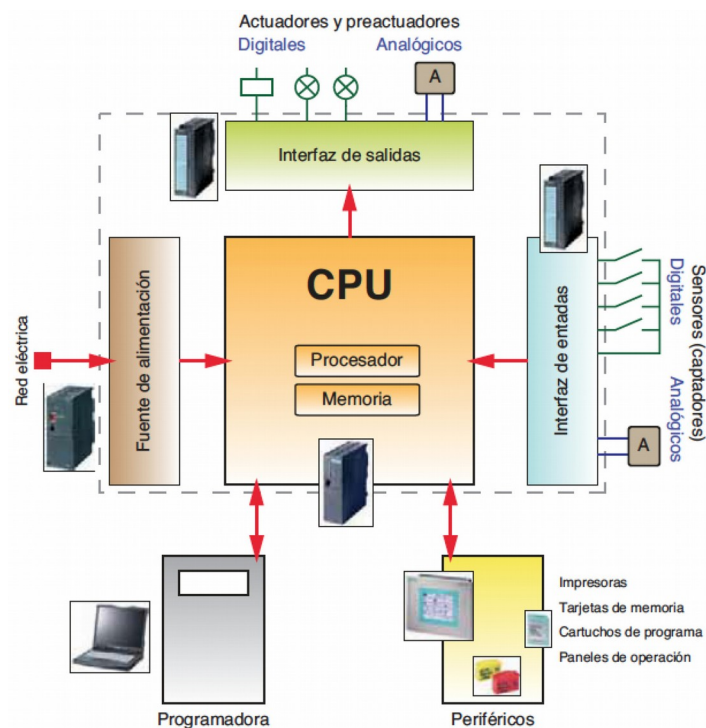 Actuadores y preactuadores
Digitales
Analógicos
A
Interfaz de salidas
Red eléctrica
Fuente de alimentación
CPU
Procesador
Memoria
Interfaz de entadas
Sensores (captadores)
Digitales
Analógicos
A
Impresoras
Tarjetas de memoria
Cartuchos de programa
Paneles de operación
Programadora
Periféricos